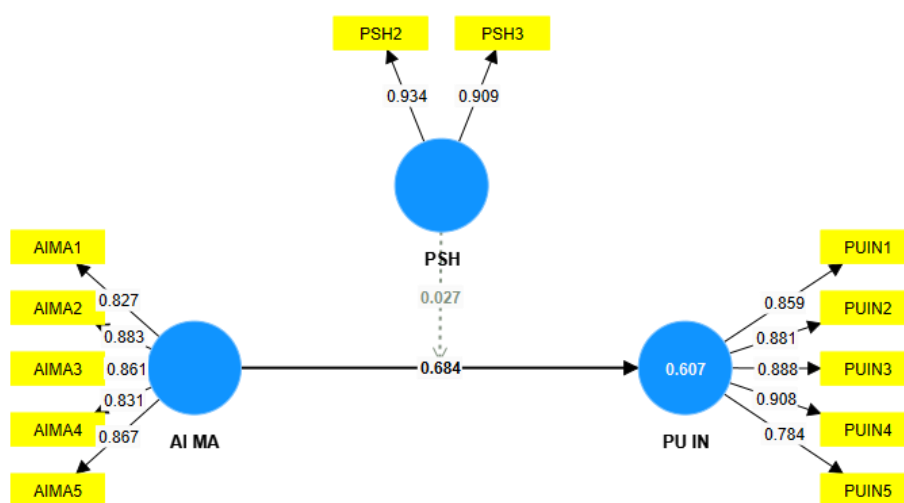 PSH2
PSH3
0.934
0.909
PSH
0.027
AIMA1
AIMA2
AIMA3
AIMA4
AIMA5
0.827
0.883
0.861
0.831
0.867
AI MA
0.684
0.607
PU IN
0.859
0.881
0.888
0.908
0.784
PUIN1
PUIN2
PUIN3
PUIN4
PUIN5